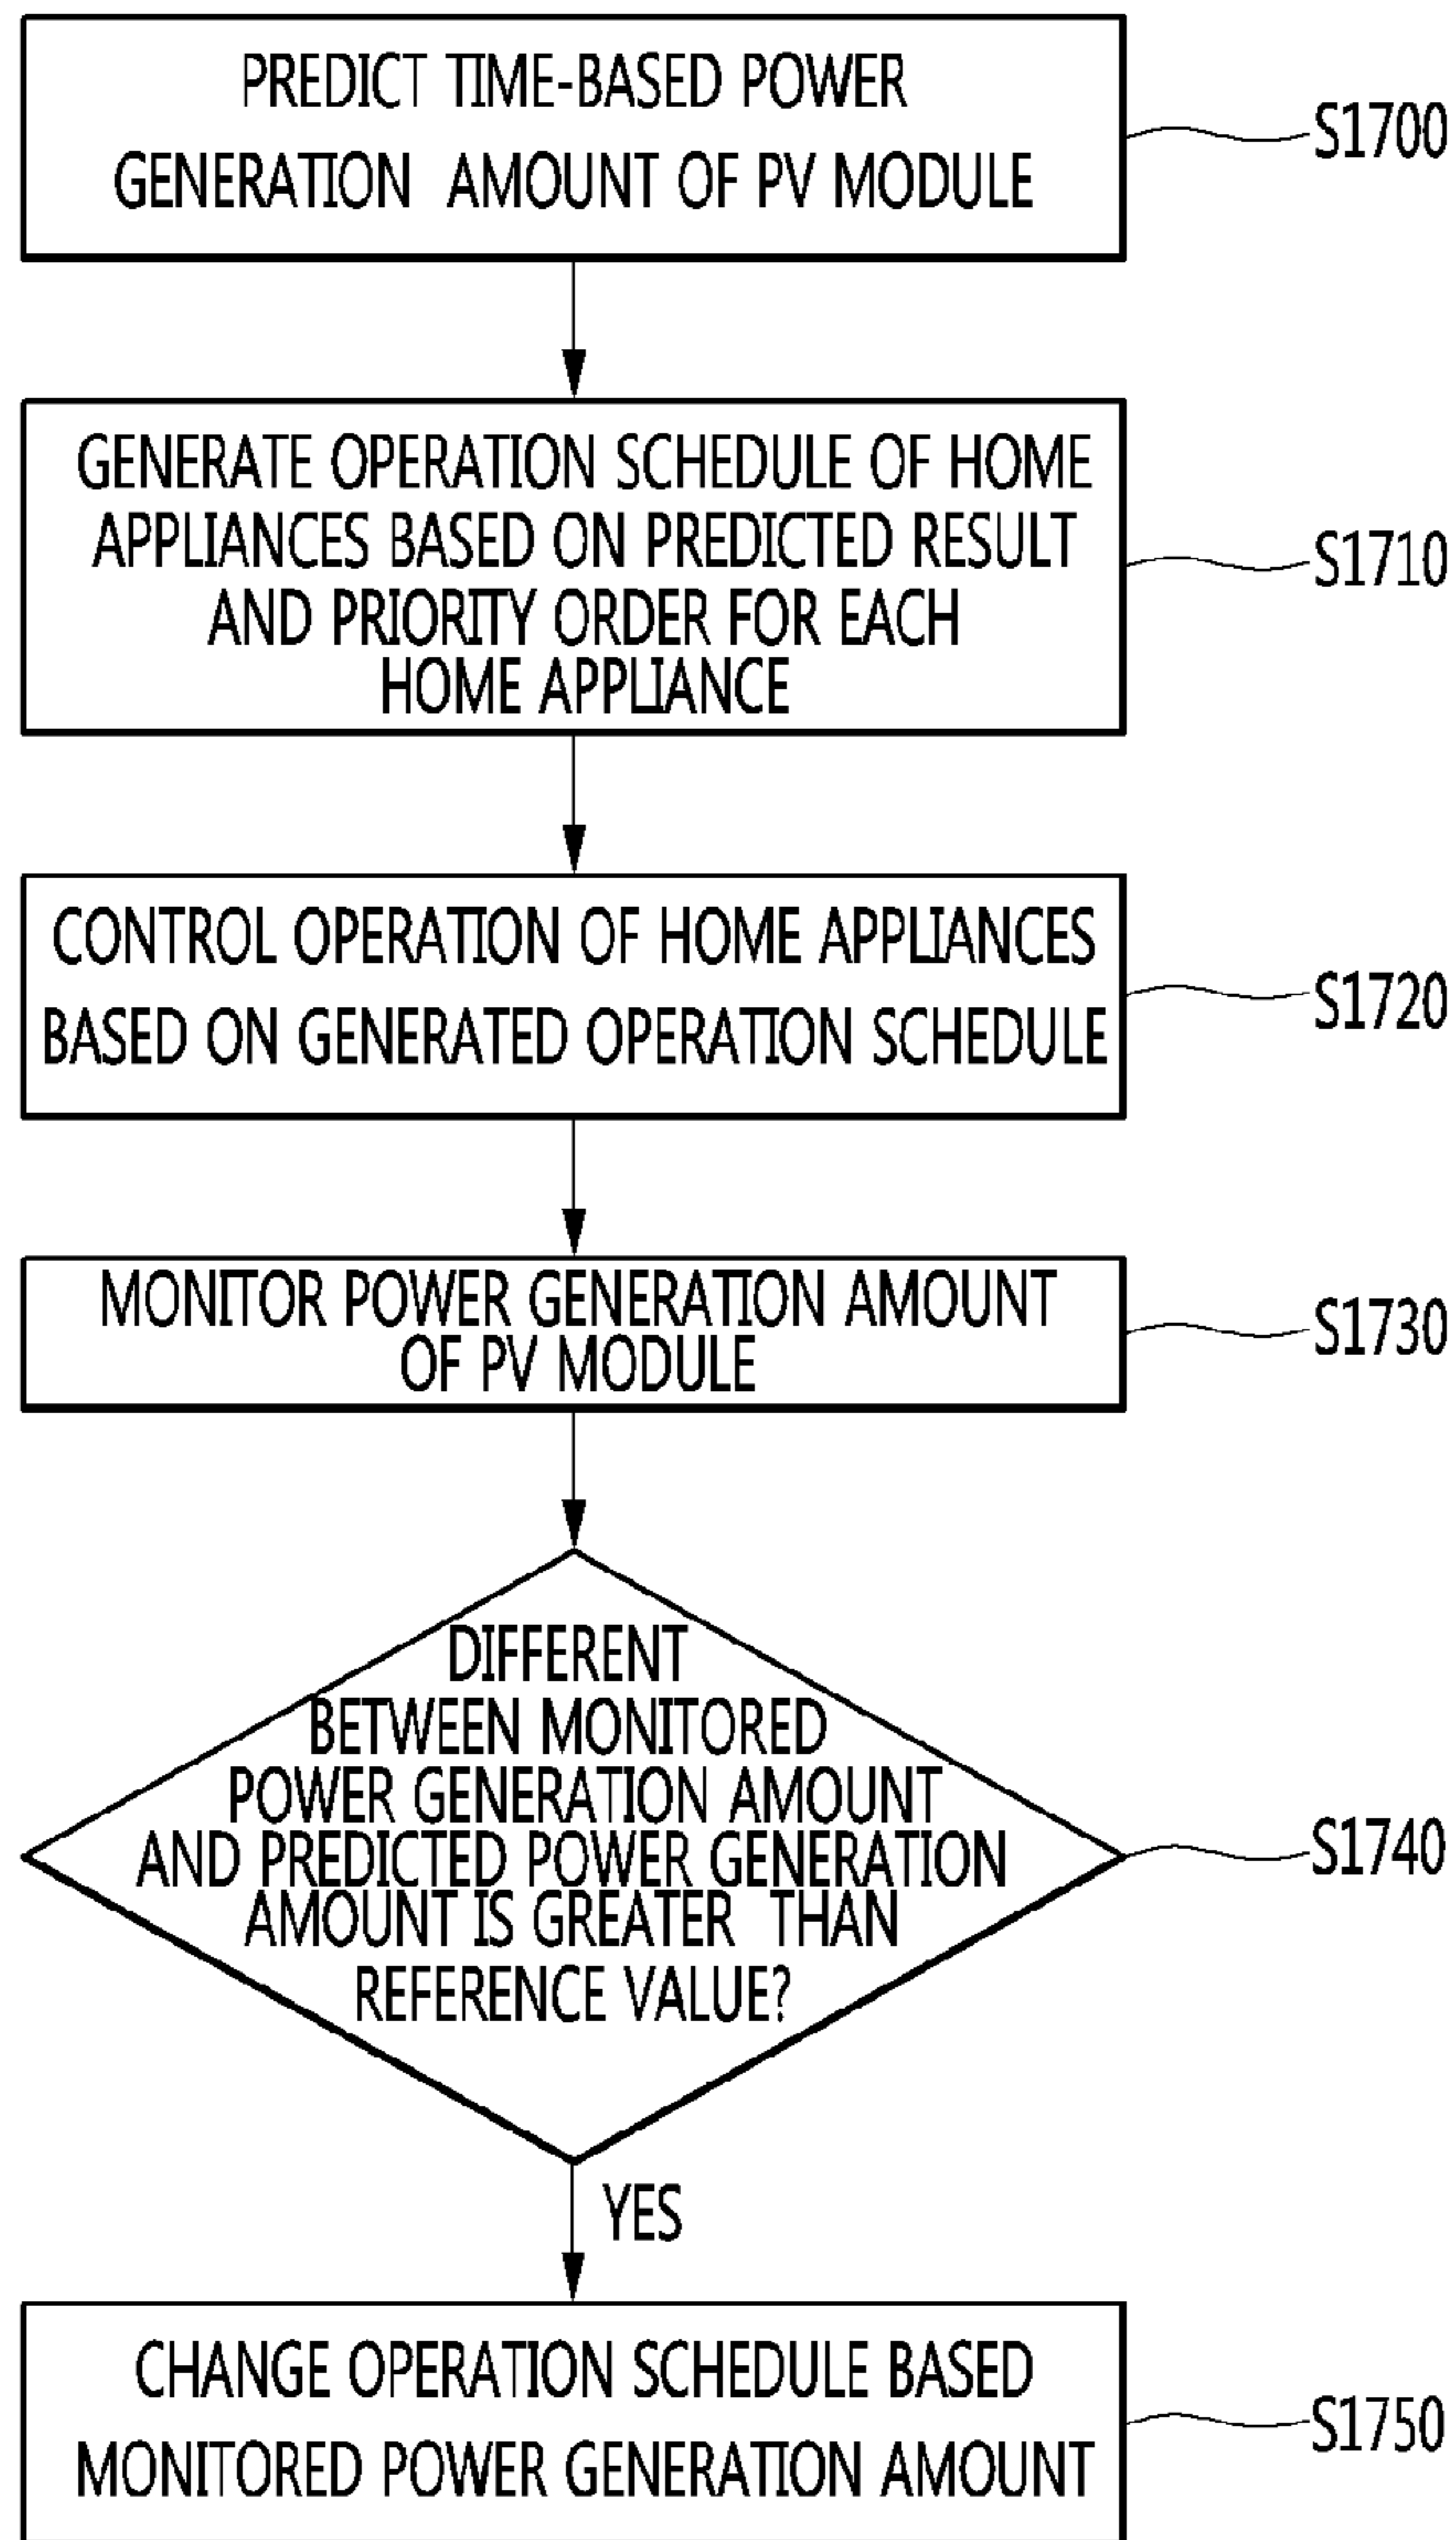 PREDICT TIME-BASED POWER
GENERATION AMOUNT OF PV MODULE
S1700
GENERATE OPERATION SCHEDULE OF HOME
APPLIANCES BASED ON PREDICTED RESULT
AND PRIORITY ORDER FOR EACH
HOME APPLIANCE
S1710
CONTROL OPERATION OF HOME APPLIANCES
BASED ON GENERATED OPERATION SCHEDULE
S1720
MONITOR POWER GENERATION AMOUNT
OF PV MODULE
S1730
DIFFERENT
BETWEEN MONITORED
POWER GENERATION AMOUNT
AND PREDICTED POWER GENERATION
AMOUNT IS GREATER THAN
REFERENCE VALUE?
S1740
YES
CHANGE OPERATION SCHEDULE BASED
MONITORED POWER GENERATION AMOUNT
S1750